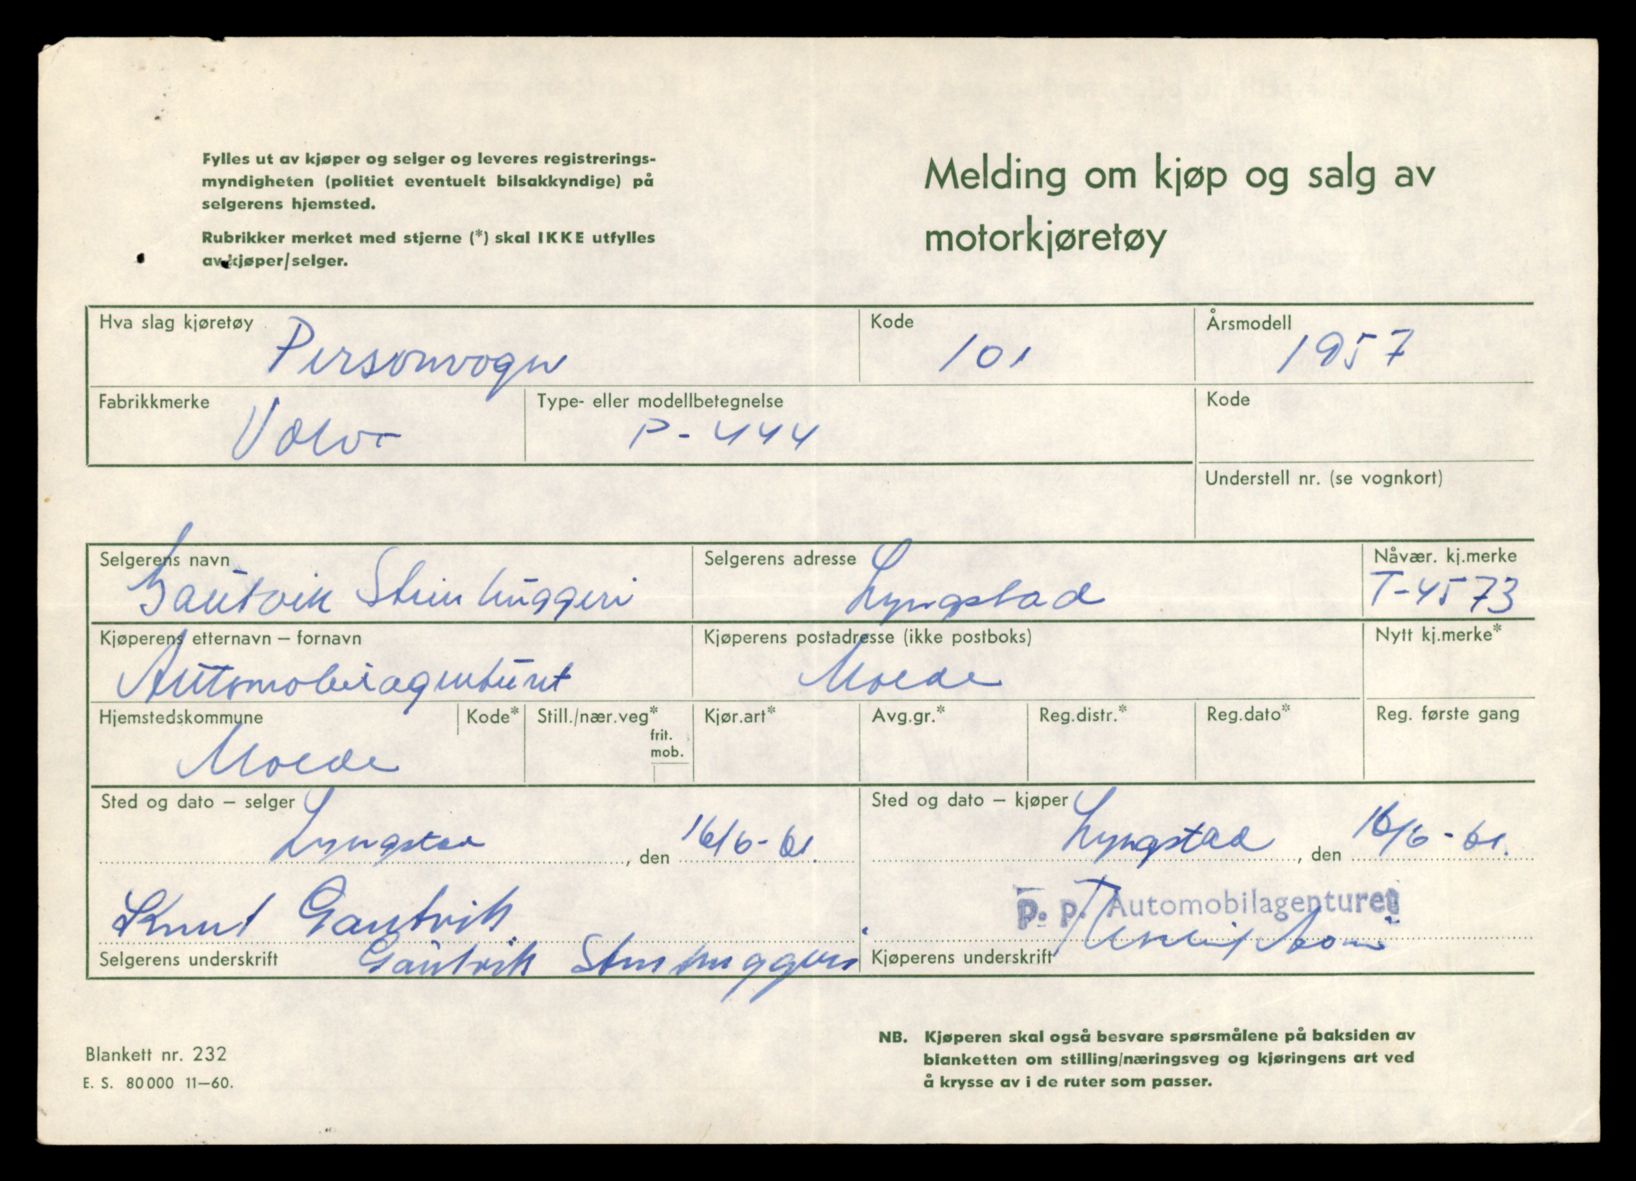 Fylles ut av kjøper og selger og leveres registrerings-
myndigheten (politiet eventuelt bilsakkyndige) på
selgerens hjemsted.
Rubrikker merket med stjerne (*) skal IKKE utfylles
av kjøper/selger.
Melding om kjøp og salg av
motorkjøretøy
Hva slag kjøretøy Personvogn
Kode 101
Årsmodell 1957
Fabrikkmerke Volvo
Type- eller modellbetegnelse P-444
Kode
Understell nr. (se vognkort)
Selgerens navn Gautvik Stenhuggeri
Selgerens adresse Lyngstad
Nåvær. kj.merke T-4573
Kjøperens etternavn – fornavn Automobilagenturet
Kjøperens postadresse (ikke postboks) Molde
Nytt kj.merke*
Hjemstedskommune Molde
Kode*
Still./nær.veg*
frit.
mob.
Kjør.art*
Avg.gr.*
Reg.distr.*
Reg.dato*
Reg. første gang
Sted og dato – selger Lyngstad, den 16/6-61.
Sted og dato – kjøper Lyngstad, den 16/6-61.
Knut Gautvik
Selgerens underskrift Gautvik Stenhuggeri
p. p. Automobilagenturet
Kjøperens underskrift
Blankett nr. 232
E. S. 80000 11–60.
NB. Kjøperen skal også besvare spørsmålene på baksiden av
blanketten om stilling/næringsveg og kjøringens art ved
å krysse av i de ruter som passer.